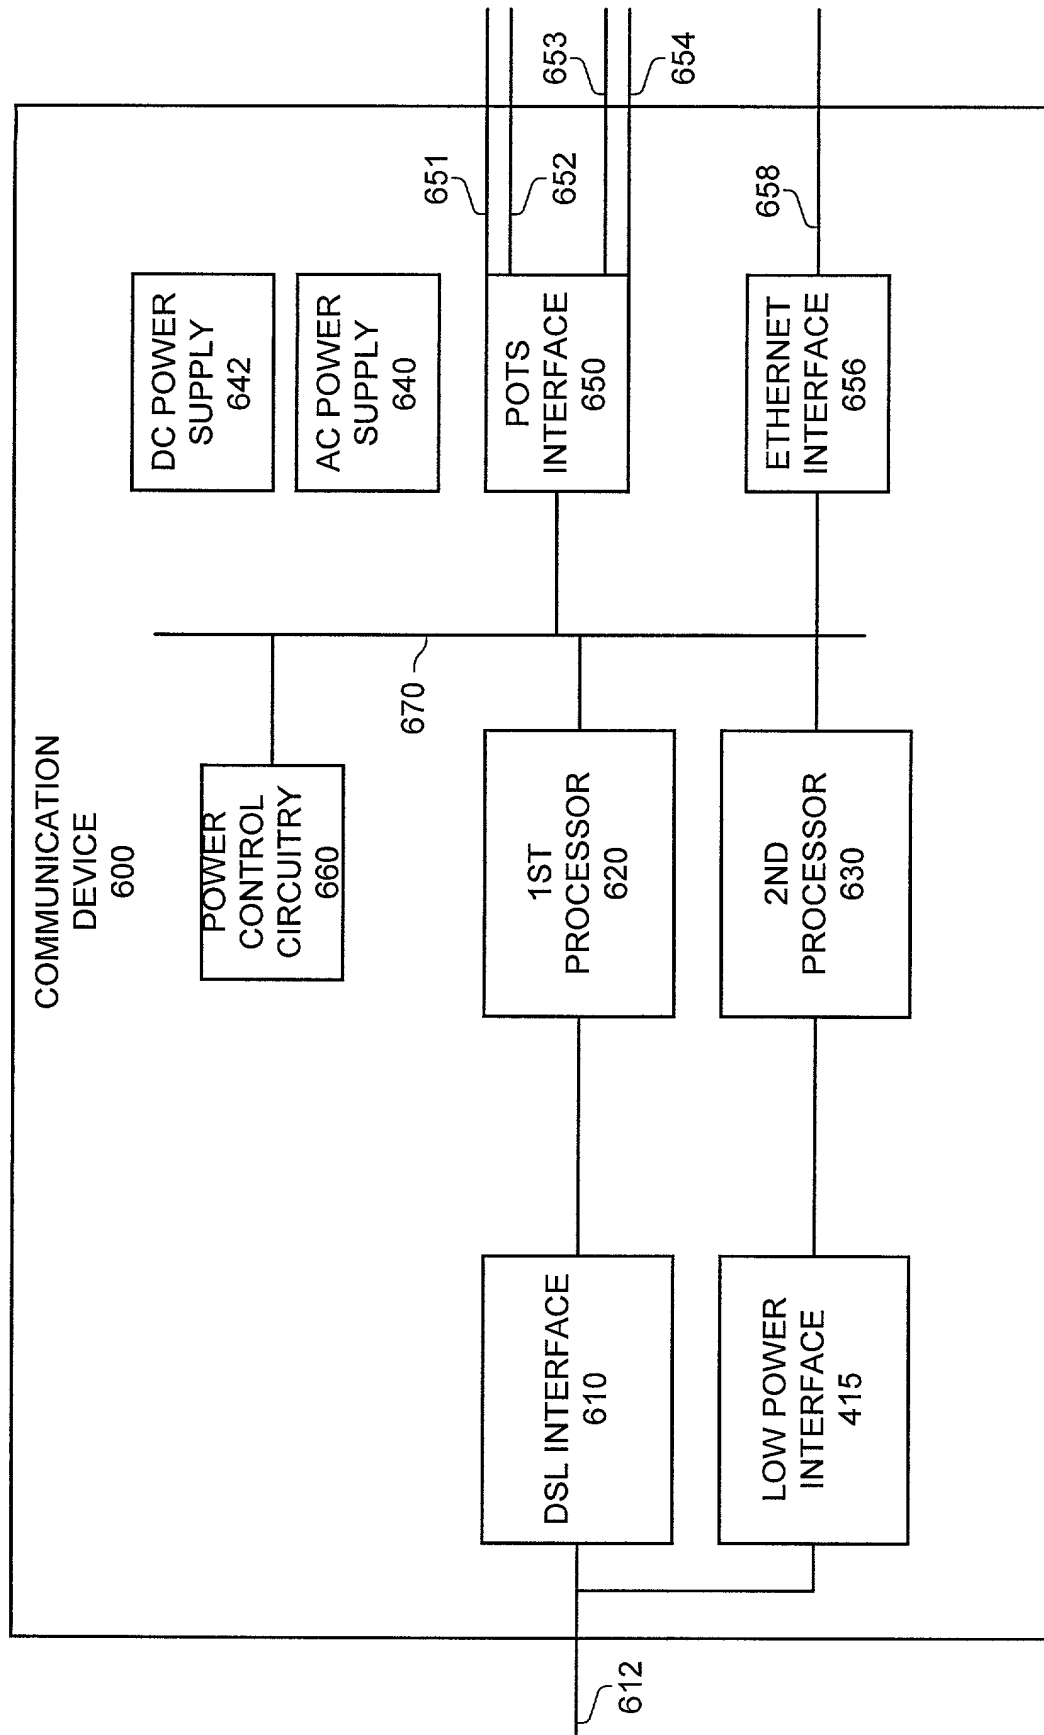 COMMUNICATION
DEVICE
600
POWER
CONTROL
CIRCUITRY
660
DC POWER
SUPPLY
642
AC POWER
SUPPLY
640
670
651
652
653
654
612
DSL INTERFACE
610
1ST
PROCESSOR
620
POTS
INTERFACE
650
LOW POWER
INTERFACE
415
2ND
PROCESSOR
630
ETHERNET
INTERFACE
656
658